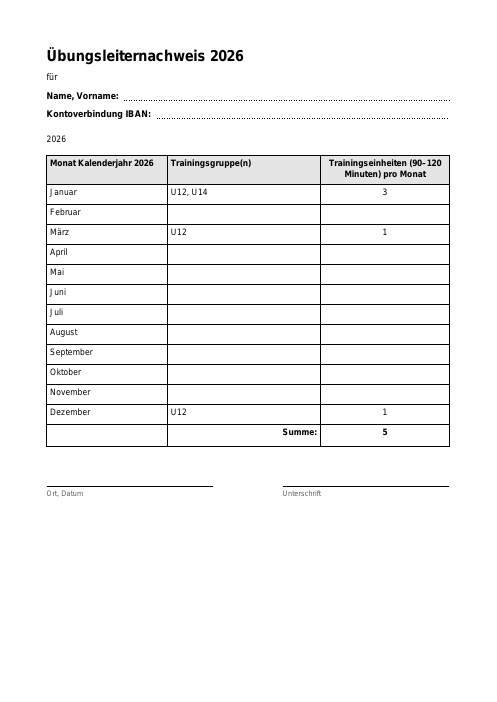 Übungsleiternachweis 2026
für
Name, Vorname:
Kontoverbindung IBAN:
2026
Monat Kalenderjahr 2026 Trainingsgruppe(n) Trainingseinheiten (90–120
Minuten) pro Monat
Januar U12, U14 3
Februar
März U12 1
April
Mai
Juni
Juli
August
September
Oktober
November
Dezember U12 1
Summe: 5
Ort, Datum Unterschrift